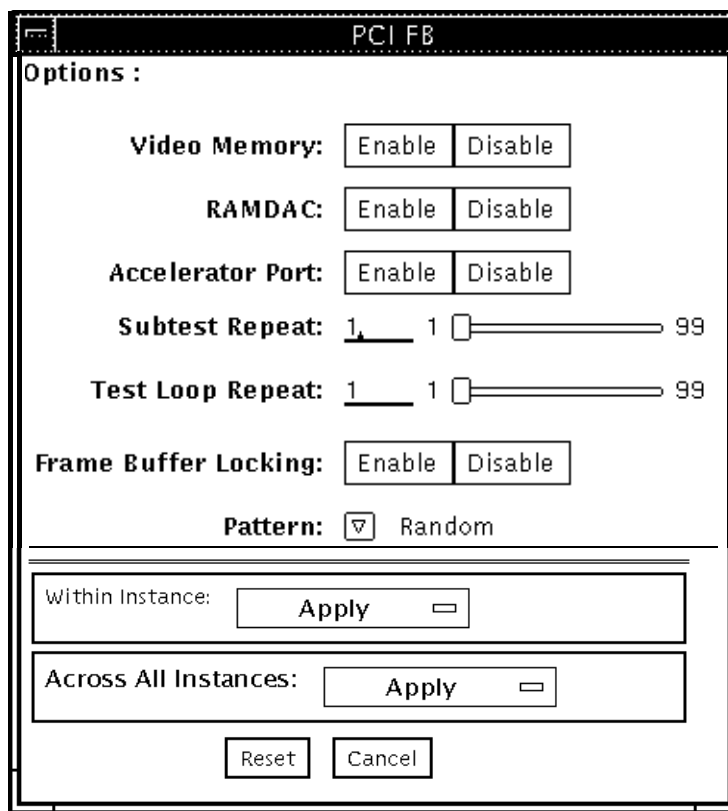 PCI FB
Options :
Video Memory: Enable Disable
RAMDAC: Enable Disable
Accelerator Port: Enable Disable
Subtest Repeat: 1 1 99
Test Loop Repeat: 1 1 99
Frame Buffer Locking: Enable Disable
Pattern: Random
Within Instance: Apply
Across All Instances: Apply
Reset Cancel